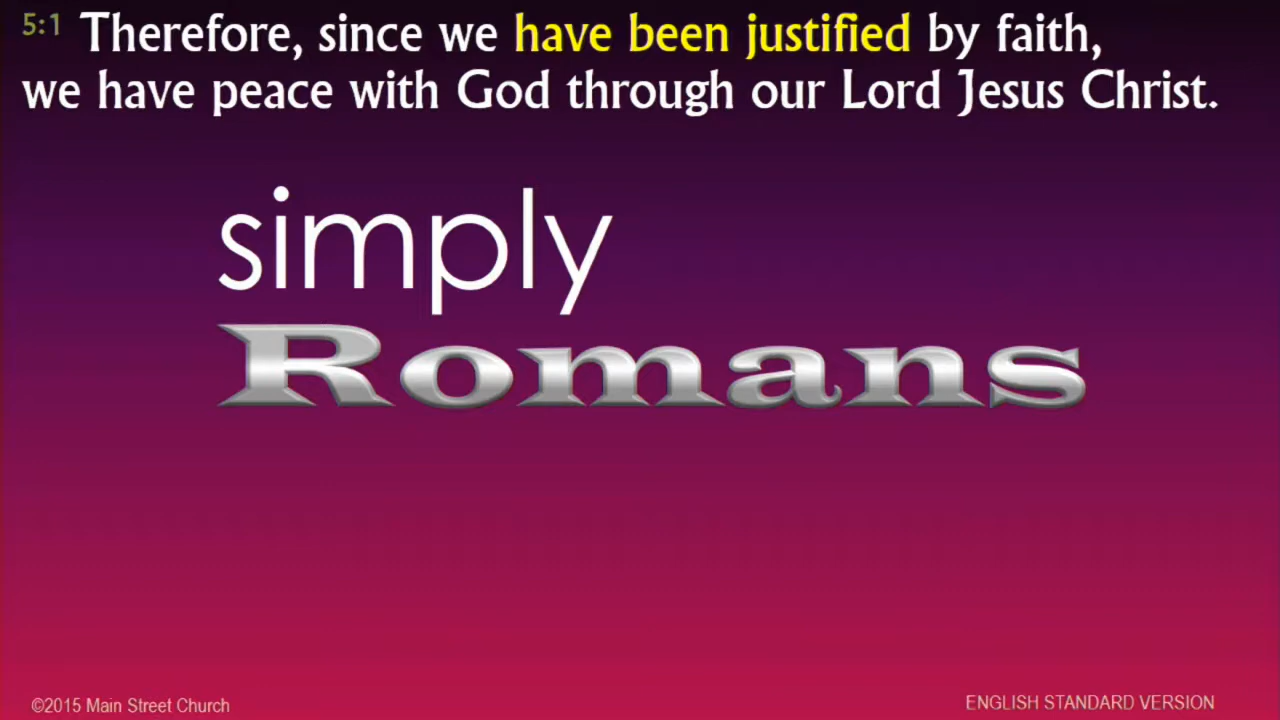 5:1 Therefore, since we have been justified by faith,
we have peace with God through our Lord Jesus Christ.
simply
Romans
©2015 Main Street Church
ENGLISH STANDARD VERSION